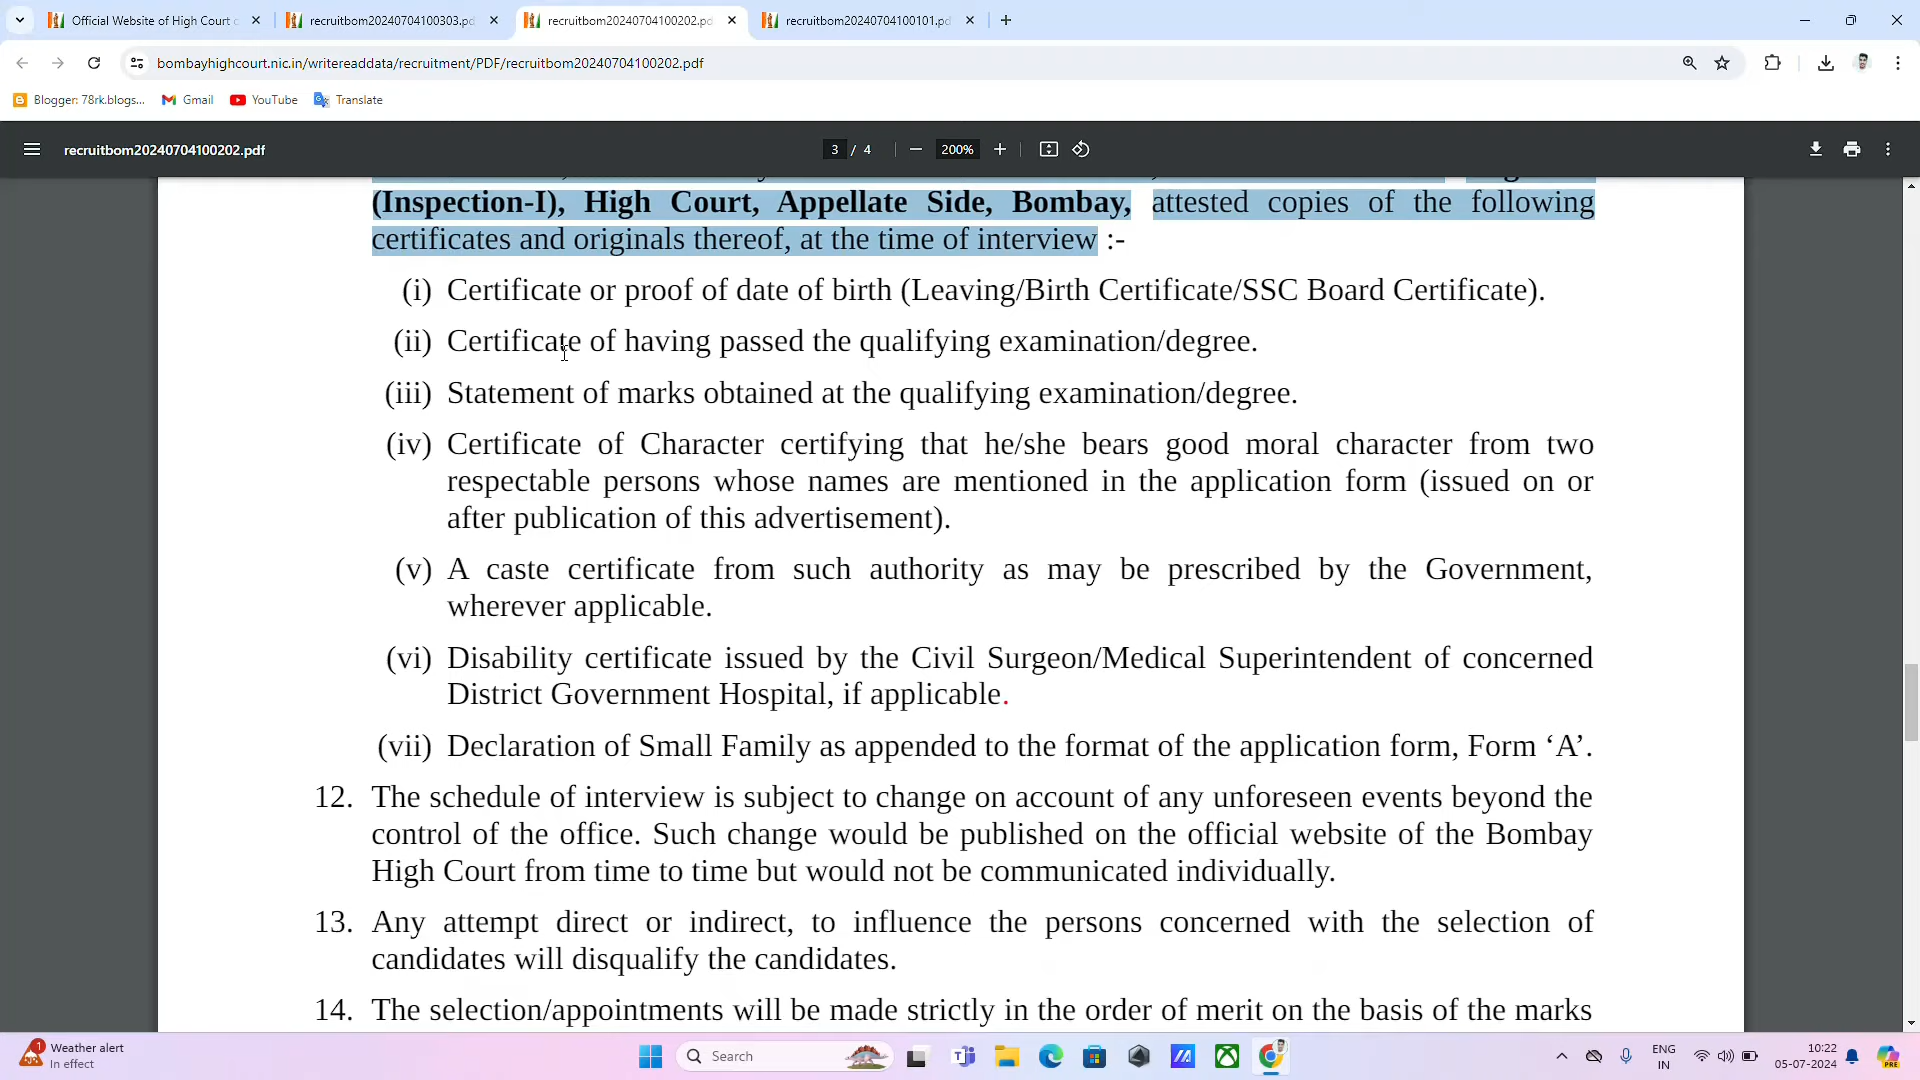 Official Website of High Court c
recruitbom20240704100303.pd
recruitbom20240704100202.pd
recruitbom20240704100101.pd
bombayhighcourt.nic.in/writereaddata/recruitment/PDF/recruitbom20240704100202.pdf
Blogger: 78rk.blogs...
Gmail
YouTube
Translate
recruitbom20240704100202.pdf
3 / 4
200%
(Inspection-I), High Court, Appellate Side, Bombay, attested copies of the following
certificates and originals thereof, at the time of interview :-
(i) Certificate or proof of date of birth (Leaving/Birth Certificate/SSC Board Certificate).
(ii) Certificate of having passed the qualifying examination/degree.
(iii) Statement of marks obtained at the qualifying examination/degree.
(iv) Certificate of Character certifying that he/she bears good moral character from two
respectable persons whose names are mentioned in the application form (issued on or
after publication of this advertisement).
(v) A caste certificate from such authority as may be prescribed by the Government,
wherever applicable.
(vi) Disability certificate issued by the Civil Surgeon/Medical Superintendent of concerned
District Government Hospital, if applicable.
(vii) Declaration of Small Family as appended to the format of the application form, Form ‘A’.
12. The schedule of interview is subject to change on account of any unforeseen events beyond the
control of the office. Such change would be published on the official website of the Bombay
High Court from time to time but would not be communicated individually.
13. Any attempt direct or indirect, to influence the persons concerned with the selection of
candidates will disqualify the candidates.
14. The selection/appointments will be made strictly in the order of merit on the basis of the marks
1
Weather alert
In effect
Search
ENG
IN
10:22
05-07-2024
PRE